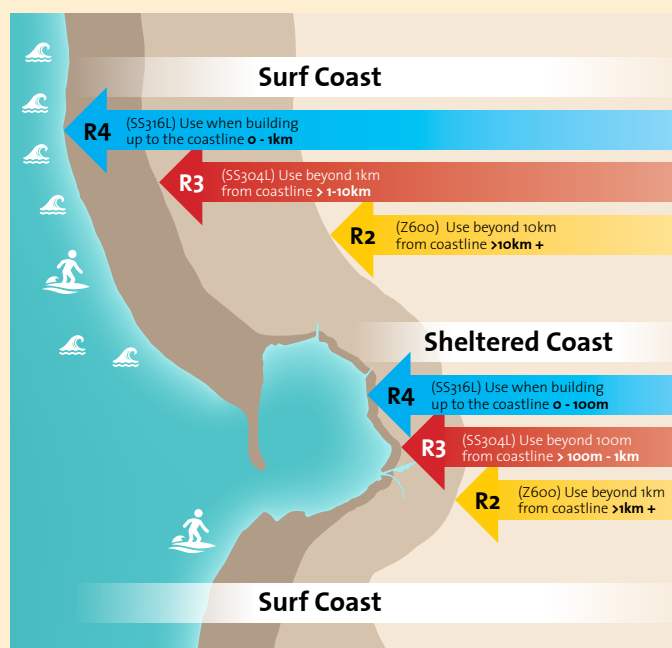 Surf Coast
R4
(SS316L) Use when building
up to the coastline 0 - 1km
R3
(SS304L) Use beyond 1km
from coastline > 1-10km
R2
(Z600) Use beyond 10km
from coastline >10km +
Sheltered Coast
R4
(SS316L) Use when building
up to the coastline 0 - 100m
R3
(SS304L) Use beyond 100m
from coastline > 100m - 1km
R2
(Z600) Use beyond 1km
from coastline >1km +
Surf Coast